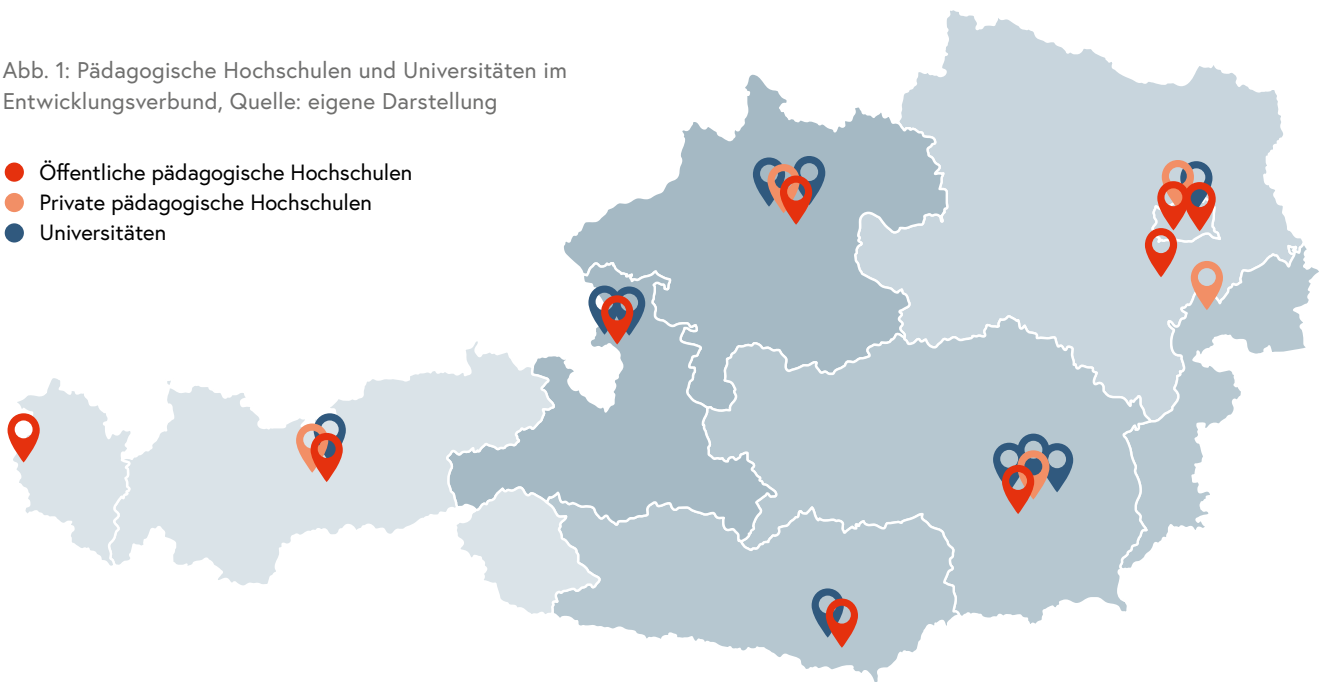 Abb. 1: Pädagogische Hochschulen und Universitäten im
Entwicklungsverbund, Quelle: eigene Darstellung
Öffentliche pädagogische Hochschulen
Private pädagogische Hochschulen
Universitäten